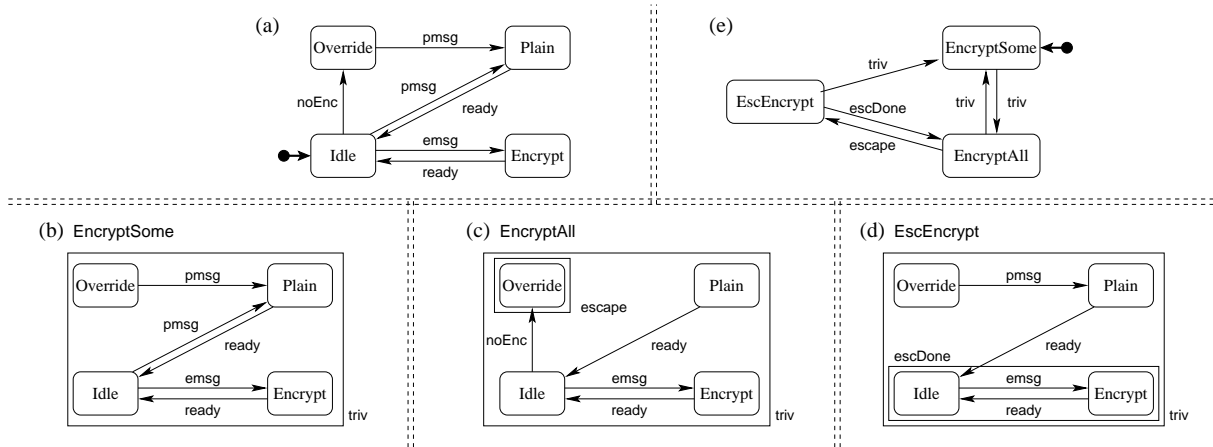 (a)
Override
pmsg
Plain
noEnc
pmsg
ready
Idle
emsg
ready
Encrypt
(e)
EncryptSome
triv
EscEncrypt
escDone
triv
triv
escape
EncryptAll
(b) EncryptSome
Override
pmsg
Plain
pmsg
ready
Idle
emsg
ready
Encrypt
triv
(c) EncryptAll
Override
Plain
escape
noEnc
ready
Idle
emsg
ready
Encrypt
triv
(d) EscEncrypt
Override
pmsg
Plain
ready
escDone
Idle
emsg
ready
Encrypt
triv